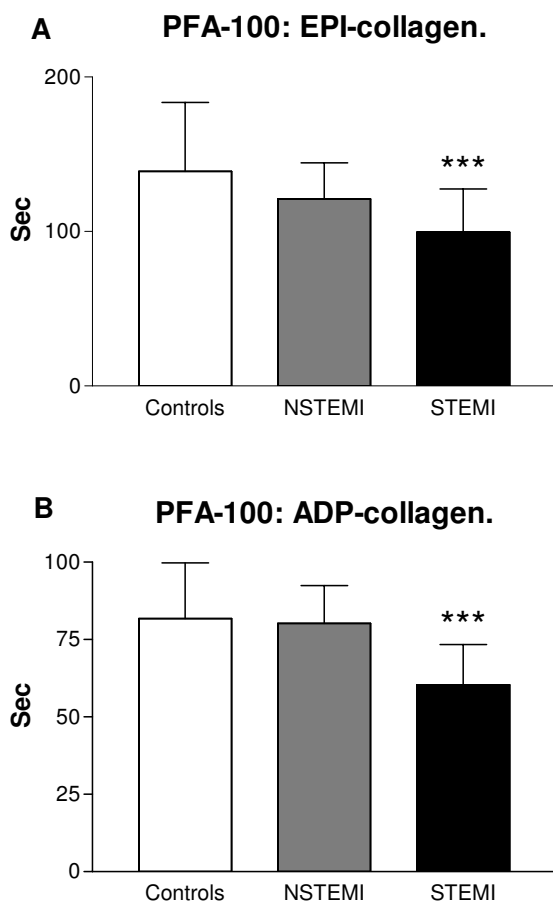 A
PFA-100: EPI-collagen.
200
100
0
Sec
***
Controls NSTEMI STEMI
B
PFA-100: ADP-collagen.
100
75
50
25
0
Sec
***
Controls NSTEMI STEMI